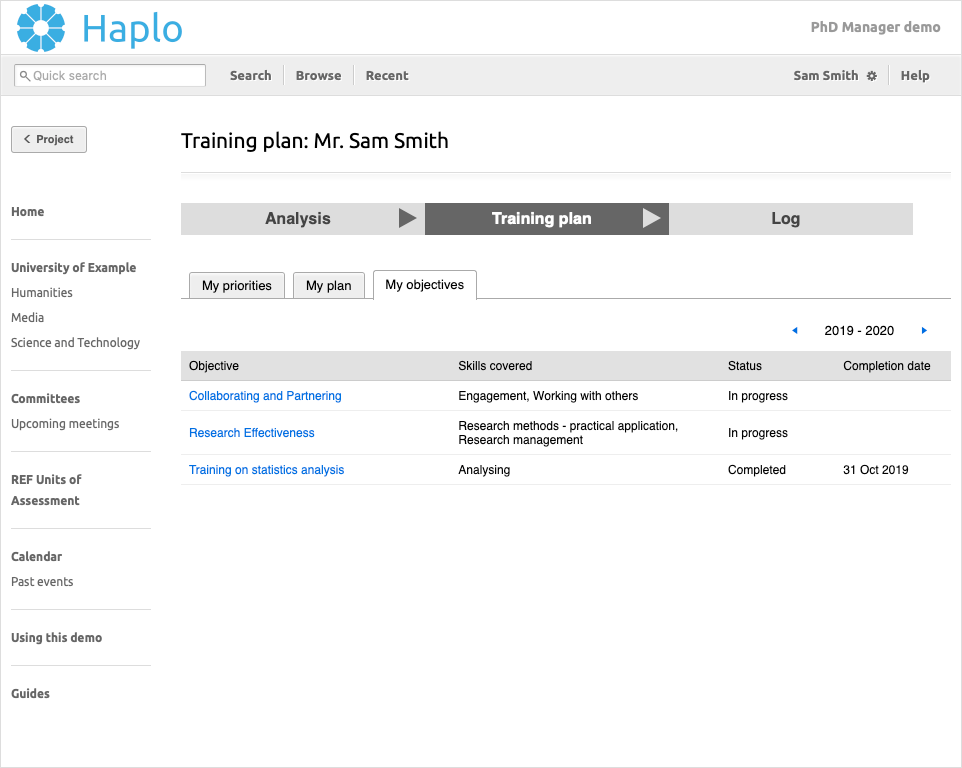 Haplo
PhD Manager demo
Quick search
Search
Browse
Recent
Sam Smith
Help
Project
Training plan: Mr. Sam Smith
Home
University of Example
Humanities
Media
Science and Technology
Committees
Upcoming meetings
REF Units of
Assessment
Calendar
Past events
Using this demo
Guides
Analysis
Training plan
Log
My priorities
My plan
My objectives
2019 - 2020
Objective Skills covered Status Completion date
Collaborating and Partnering Engagement, Working with others In progress
Research Effectiveness Research methods - practical application, In progress
Research management
Training on statistics analysis Analysing Completed 31 Oct 2019